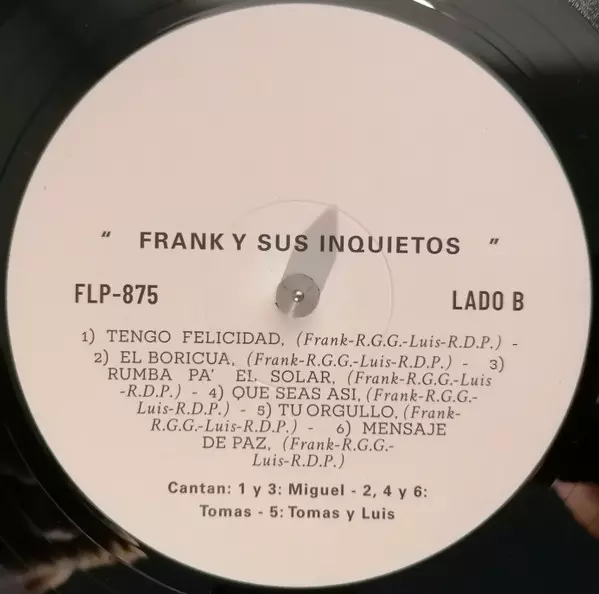 " FRANK Y SUS INQUIETOS "
FLP-875 LADO B
1) TENGO FELICIDAD, (Frank-R.G.G.-Luis-R.D.P.) -
2) EL BORICUA, (Frank-R.G.G.-Luis-R.D.P.) - 3)
RUMBA PA' EL SOLAR, (Frank-R.G.G.-Luis
-R.D.P.) - 4) QUE SEAS ASI, (Frank-R.G.G.-
Luis-R.D.P.) - 5) TU ORGULLO, (Frank-
R.G.G.-Luis-R.D.P.) - 6) MENSAJE
DE PAZ, (Frank-R.G.G.-
Luis-R.D.P.)
Cantan: 1 y 3: Miguel - 2, 4 y 6:
Tomas - 5: Tomas y Luis